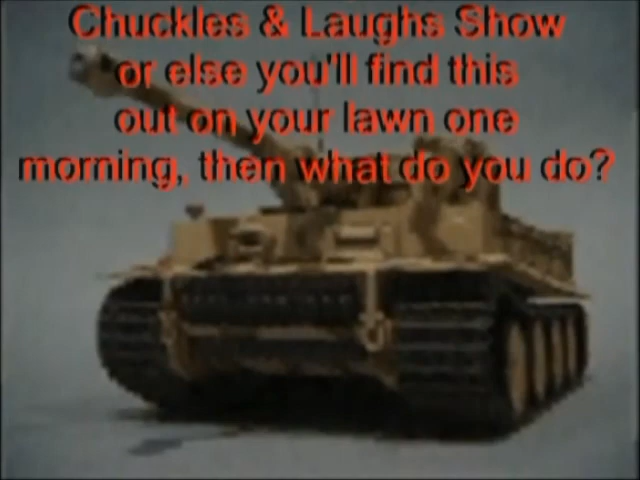 Chuckles & Laughs Show
or else you'll find this
out on your lawn one
morning, then what do you do?